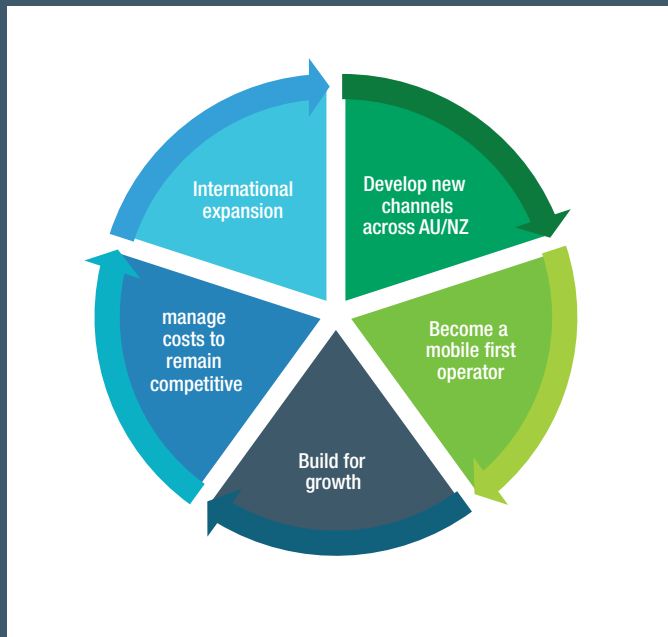 International
expansion
Develop new
channels
across AU/NZ
Become a
mobile first
operator
Build for
growth
manage
costs to
remain
competitive